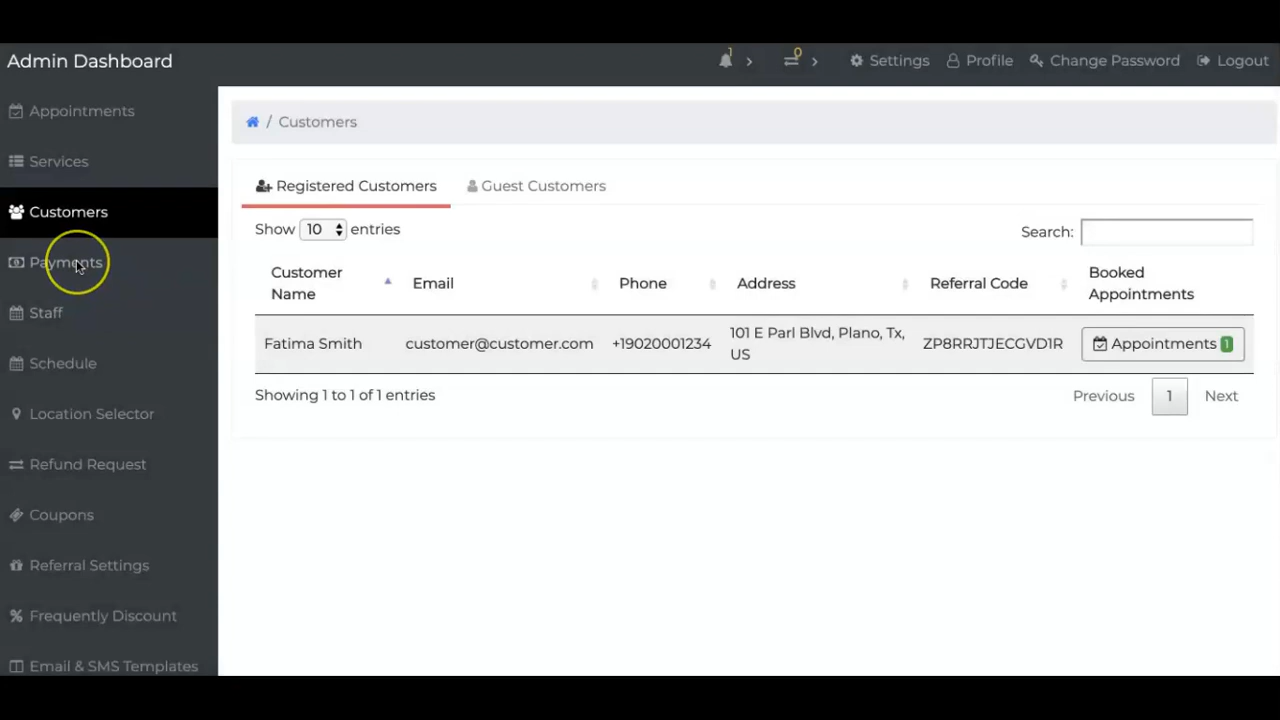 Admin Dashboard
1
0
Settings
Profile
Change Password
Logout
Appointments
Services
Customers
Payments
Staff
Schedule
Location Selector
Refund Request
Coupons
Referral Settings
Frequently Discount
Email & SMS Templates
/ Customers
Registered Customers
Guest Customers
Show 10 entries
Search:
Customer
Name
Email
Phone
Address
Referral Code
Booked
Appointments
Fatima Smith
customer@customer.com
+19020001234
101 E Parl Blvd, Plano, Tx,
US
ZP8RRJTJECGVD1R
Appointments 1
Showing 1 to 1 of 1 entries
Previous
1
Next